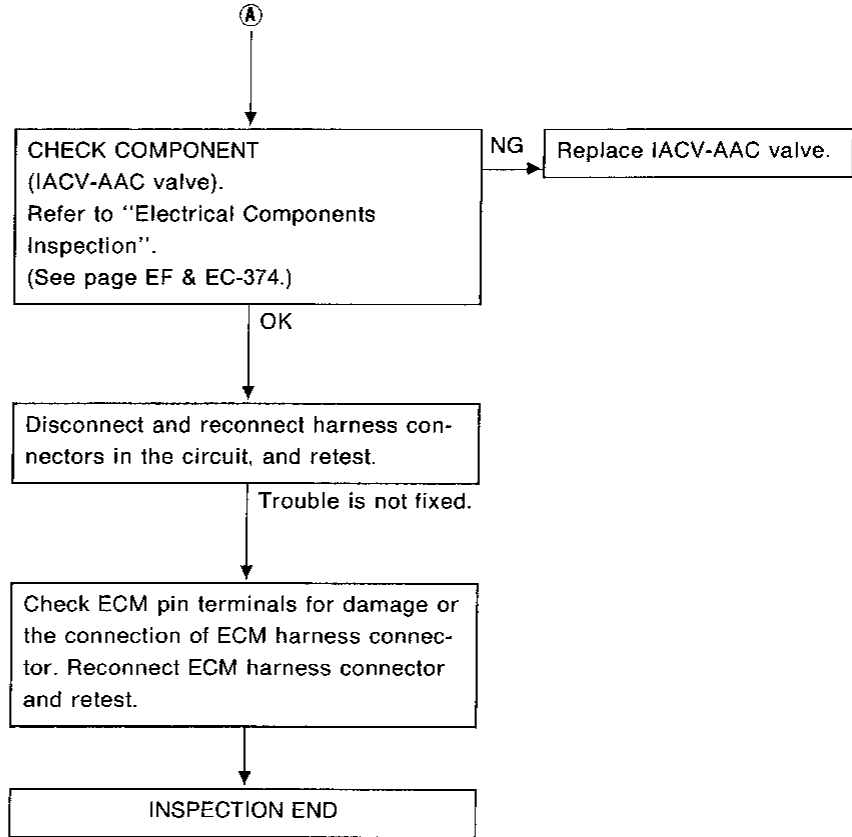 A
CHECK COMPONENT
(IACV-AAC valve).
Refer to "Electrical Components
Inspection".
(See page EF & EC-374.)
NG
Replace IACV-AAC valve.
OK
Disconnect and reconnect harness con-
nectors in the circuit, and retest.
Trouble is not fixed.
Check ECM pin terminals for damage or
the connection of ECM harness connec-
tor. Reconnect ECM harness connector
and retest.
INSPECTION END